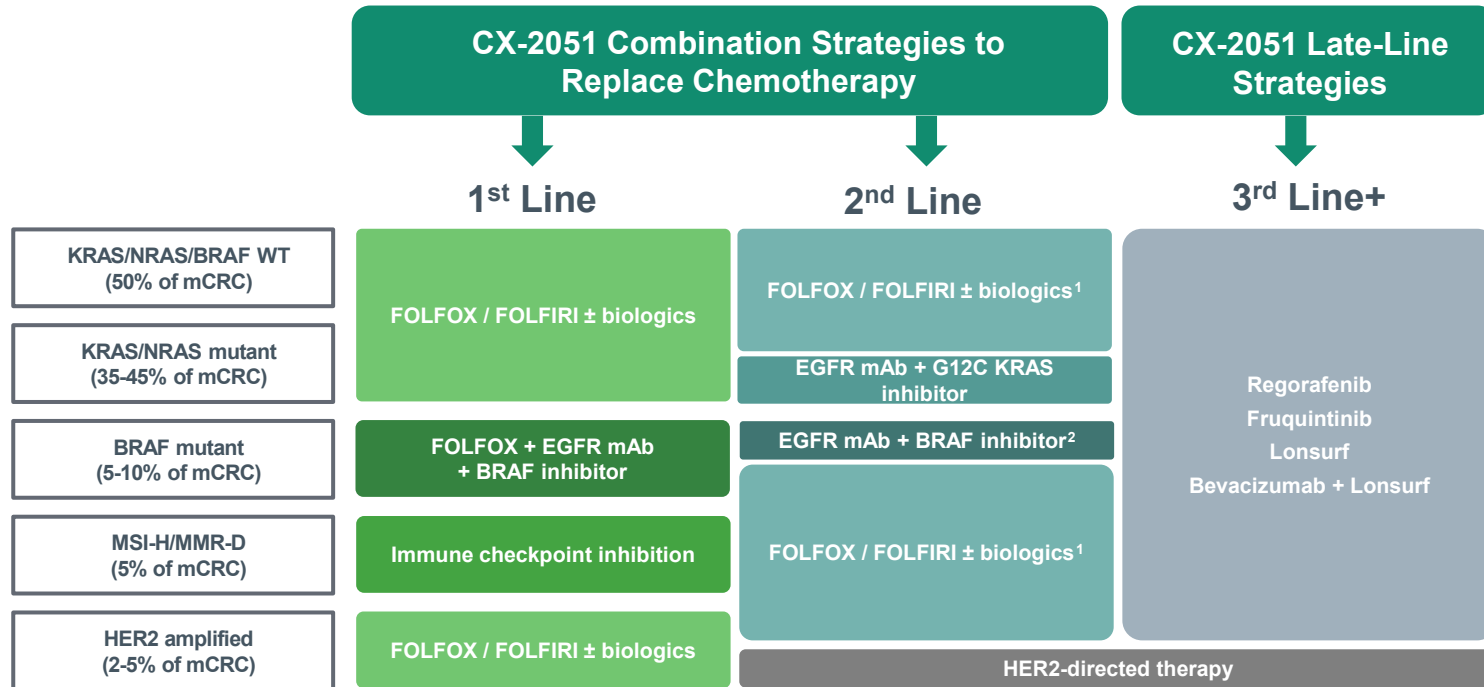 CX-2051 Combination Strategies to
Replace Chemotherapy
CX-2051 Late-Line
Strategies
1st Line
2nd Line
3rd Line+
KRAS/NRAS/BRAF WT
(50% of mCRC)
FOLFOX / FOLFIRI ± biologics
FOLFOX / FOLFIRI ± biologics1
KRAS/NRAS mutant
(35-45% of mCRC)
EGFR mAb + G12C KRAS
inhibitor
Regorafenib
Fruquintinib
Lonsurf
Bevacizumab + Lonsurf
BRAF mutant
(5-10% of mCRC)
FOLFOX + EGFR mAb
+ BRAF inhibitor
EGFR mAb + BRAF inhibitor2
MSI-H/MMR-D
(5% of mCRC)
Immune checkpoint inhibition
FOLFOX / FOLFIRI ± biologics1
HER2 amplified
(2-5% of mCRC)
FOLFOX / FOLFIRI ± biologics
HER2-directed therapy